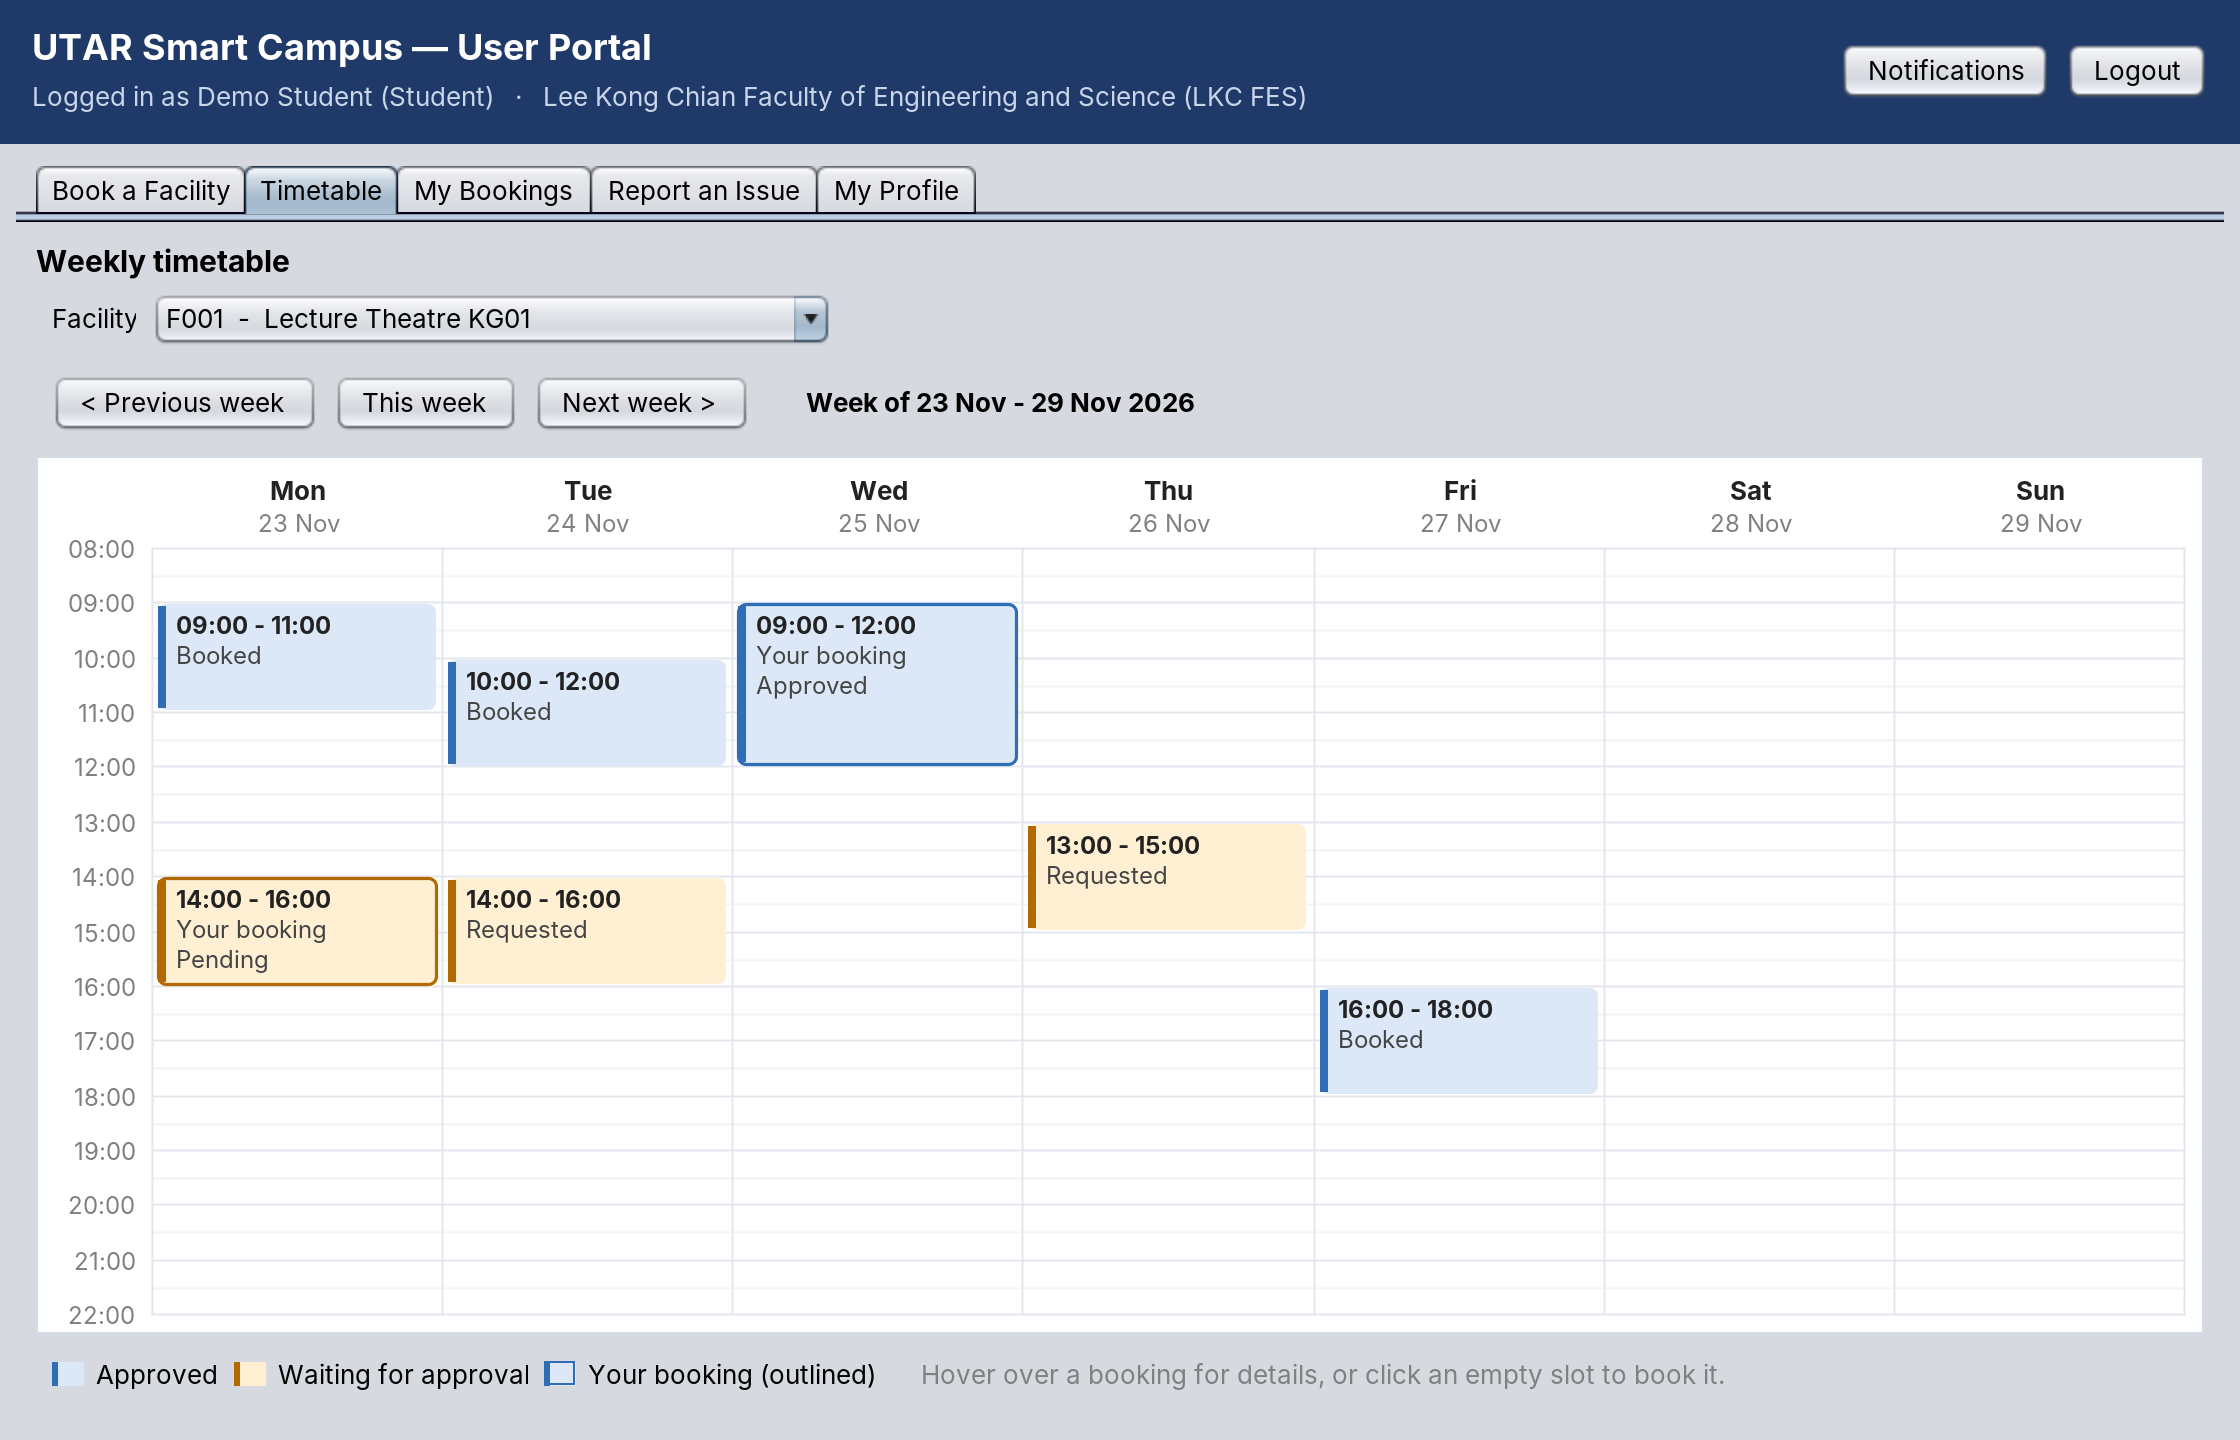 UTAR Smart Campus — User Portal
Logged in as Demo Student (Student) · Lee Kong Chian Faculty of Engineering and Science (LKC FES)
Notifications
Logout
Book a Facility
Timetable
My Bookings
Report an Issue
My Profile
Weekly timetable
Facility
F001 - Lecture Theatre KG01
< Previous week
This week
Next week >
Week of 23 Nov - 29 Nov 2026
Mon
23 Nov
Tue
24 Nov
Wed
25 Nov
Thu
26 Nov
Fri
27 Nov
Sat
28 Nov
Sun
29 Nov
08:00
09:00
10:00
11:00
12:00
13:00
14:00
15:00
16:00
17:00
18:00
19:00
20:00
21:00
22:00
09:00 - 11:00
Booked
14:00 - 16:00
Your booking
Pending
10:00 - 12:00
Booked
14:00 - 16:00
Requested
09:00 - 12:00
Your booking
Approved
13:00 - 15:00
Requested
16:00 - 18:00
Booked
Approved
Waiting for approval
Your booking (outlined)
Hover over a booking for details, or click an empty slot to book it.